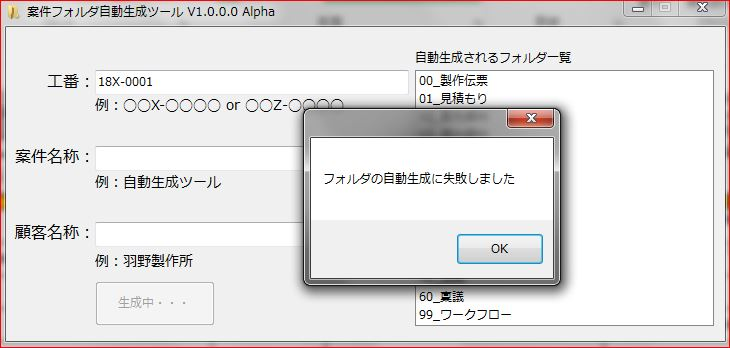 案件フォルダ自動生成ツール V1.0.0.0 Alpha
自動生成されるフォルダ一覧
工番：
18X-0001
例：○○X-○○○○ or ○○Z-○○○○
00_製作伝票
01_見積もり
案件名称：
例：自動生成ツール
フォルダの自動生成に失敗しました
OK
顧客名称：
例：羽野製作所
生成中・・・
60_稟議
99_ワークフロー